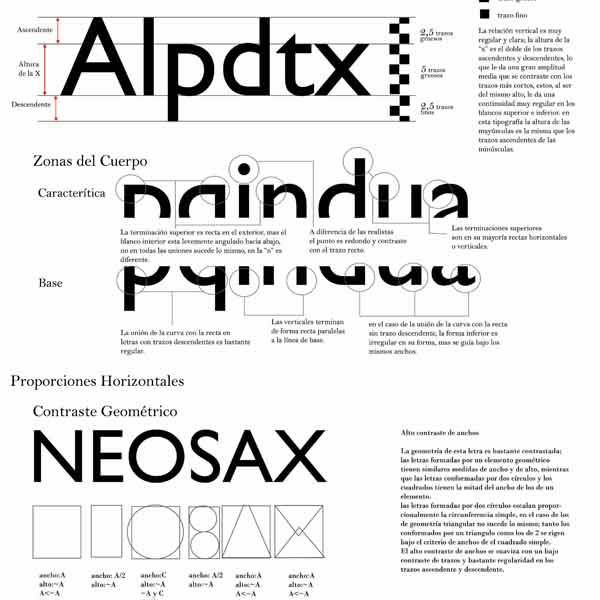 trazo fino
Ascendente
Altura
de la X
Descendente
Alpdtx
2,5 trazos
gruesos
5 trazos
gruesos
2,5 trazos
finos
La relación vertical es muy
regular y clara; la altura de la
"x" es el doble de los trazos
ascendentes y descendentes, lo
que le da una gran amplitud
media que se contraste con los
trazos más cortos, estos, al ser
del mismo alto, le da una
continuidad muy regular en los
blancos superior e inferior. en
esta tipografía la altura de las
mayúsculas es la misma que los
trazos ascendentes de las
minúsculas.
Zonas del Cuerpo
Caracterítica
pqindua
La terminación superior es recta en el exterior, mas el
blanco interior esta levemente angulado hacia abajo,
no en todas las uniones sucede lo mismo, en la "n" es
diferente.
A diferencia de las realistas
el punto es redondo y contraste
con el trazo recto.
Las terminaciones superiores
son en su mayoría rectas horizontales
o verticales.
Base
pqindua
La unión de la curva con la recta en
letras con trazos descendentes es bastante
regular.
Las verticales terminan
de forma recta paralelas
a la línea de base.
en el caso de la unión de la curva con la recta
sin trazo descendente, la forma inferior es
irregular en su forma, mas se guía bajo los
mismos anchos.
Proporciones Horizontales
Contraste Geométrico
NEOSAX
Alto contraste de anchos
La geometría de esta letra es bastante contrastada;
las letras formadas por un elemento geométrico
tienen similares medidas de ancho y de alto, mientras
que las letras conformadas por dos círculos y los
cuadrados tienen la mitad del ancho de los de un
elemento.
las letras formadas por dos círculos escalan propor-
cionalmente la circunferencia simple, en el caso de los
de geometría triangular no sucede lo mismo; tanto los
conformados por un triangulo como los de 2 se rigen
bajo el criterio de ancho de el cuadrado simple.
El alto contraste de anchos se suaviza con un bajo
contraste de trazos y bastante regularidad en los
trazos ascendente y descendente.
ancho:A
alto:~A
A<~A
ancho: A/2
alto:~A
ancho:C
alto:~A
~A y C
ancho: A/2
alto:~A
ancho:A
alto:~A
A<~A
ancho:A
alto:~A
A<~A